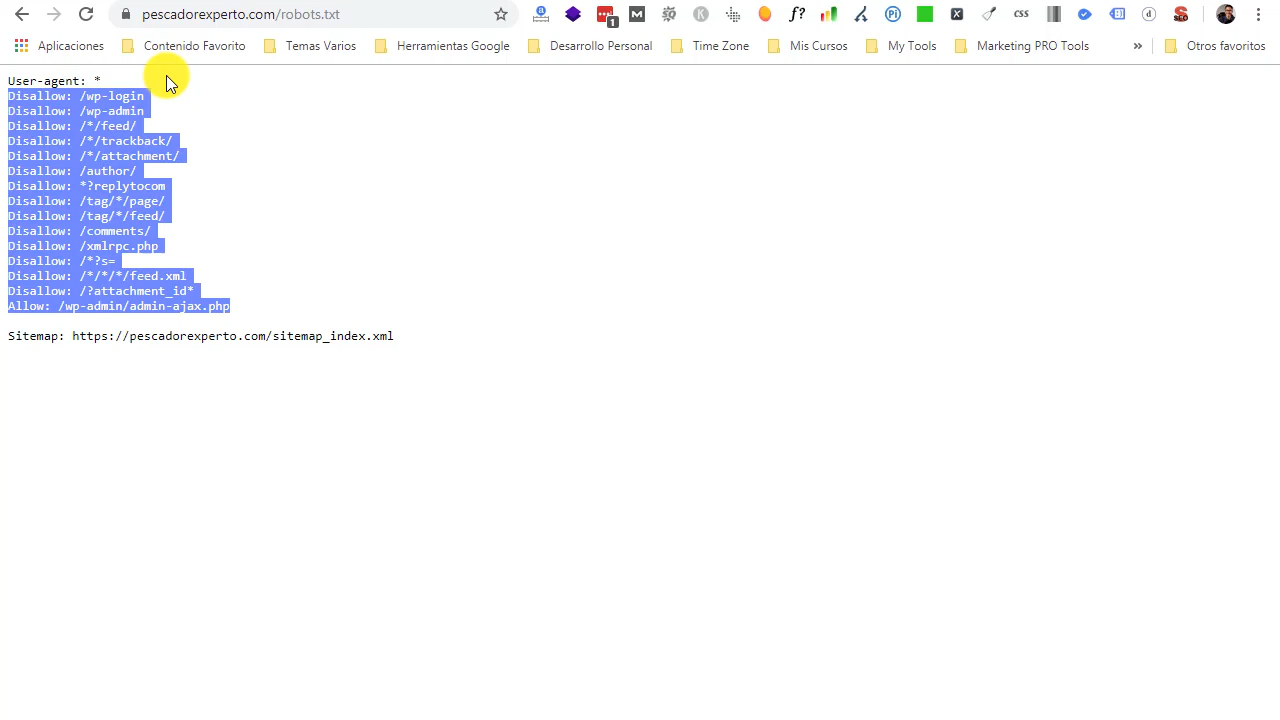 pescadorexperto.com/robots.txt
1
Aplicaciones
Contenido Favorito
Temas Varios
Herramientas Google
Desarrollo Personal
Time Zone
Mis Cursos
My Tools
Marketing PRO Tools
»
Otros favoritos
User-agent: *
Disallow: /wp-login
Disallow: /wp-admin
Disallow: /*/feed/
Disallow: /*/trackback/
Disallow: /*/attachment/
Disallow: /author/
Disallow: *?replytocom
Disallow: /tag/*/page/
Disallow: /tag/*/feed/
Disallow: /comments/
Disallow: /xmlrpc.php
Disallow: /*?s=
Disallow: /*/*/*/feed.xml
Disallow: /?attachment_id*
Allow: /wp-admin/admin-ajax.php
Sitemap: https://pescadorexperto.com/sitemap_index.xml